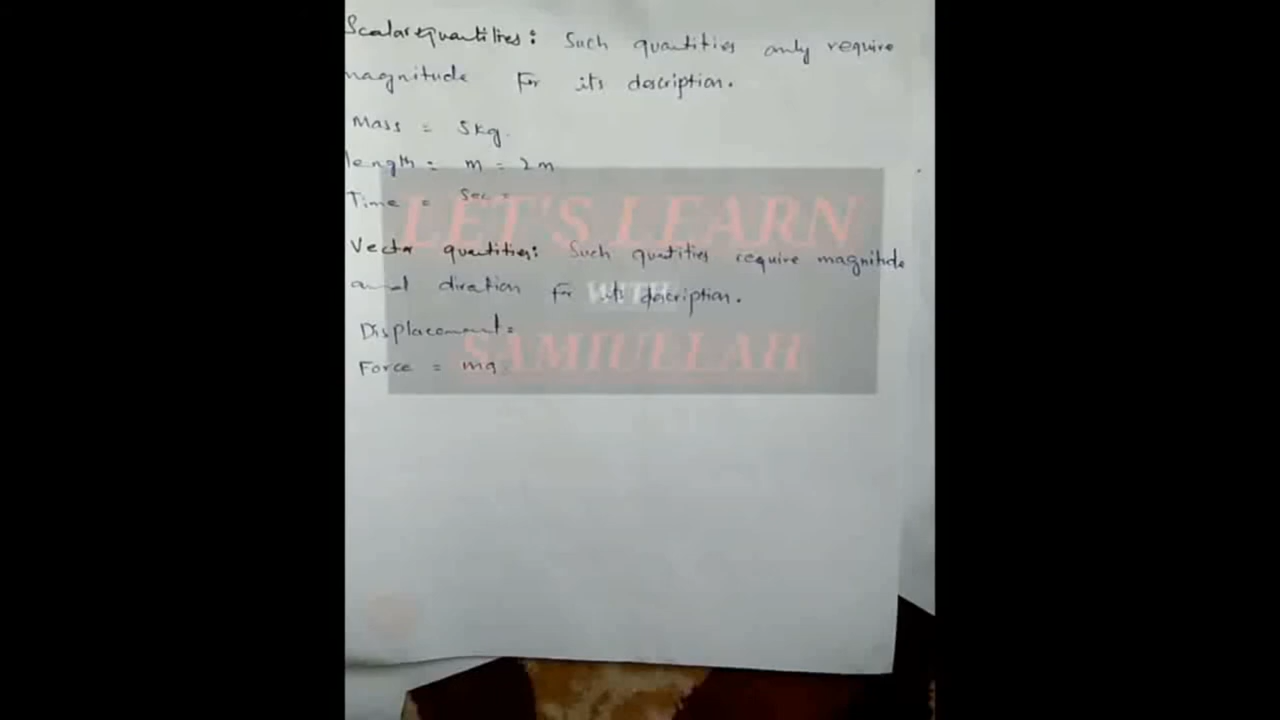 Scalar quantities: Such quantities only require
magnitude for its description.
Mass = 5kg.
length = m = 2m
Time = sec =
Vector quantities: Such quantities require magnitude
and diration for its description.
Displacement =
Force = ma
LET'S LEARN
WITH
SAMIULLAH